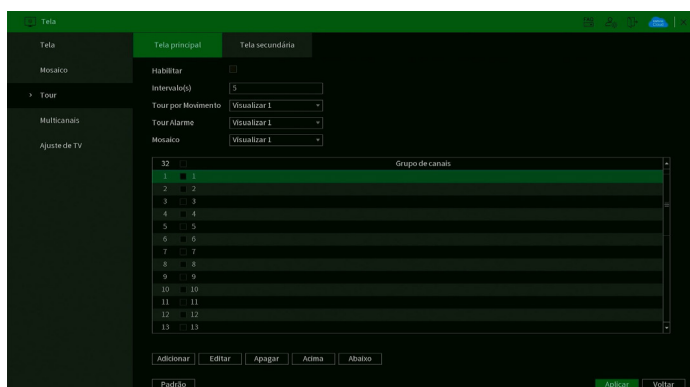 Tela
Tela
Mosaico
Tour
Multicanais
Ajuste de TV
Tela principal Tela secundária
Habilitar
Intervalo(s) 5
Tour por Movimento Visualizar 1
Tour Alarme Visualizar 1
Mosaico Visualizar 1
32 Grupo de canais
1 1
2 2
3 3
4 4
5 5
6 6
7 7
8 8
9 9
10 10
11 11
12 12
13 13
Adicionar Editar Apagar Acima Abaixo
Padrão Aplicar Voltar